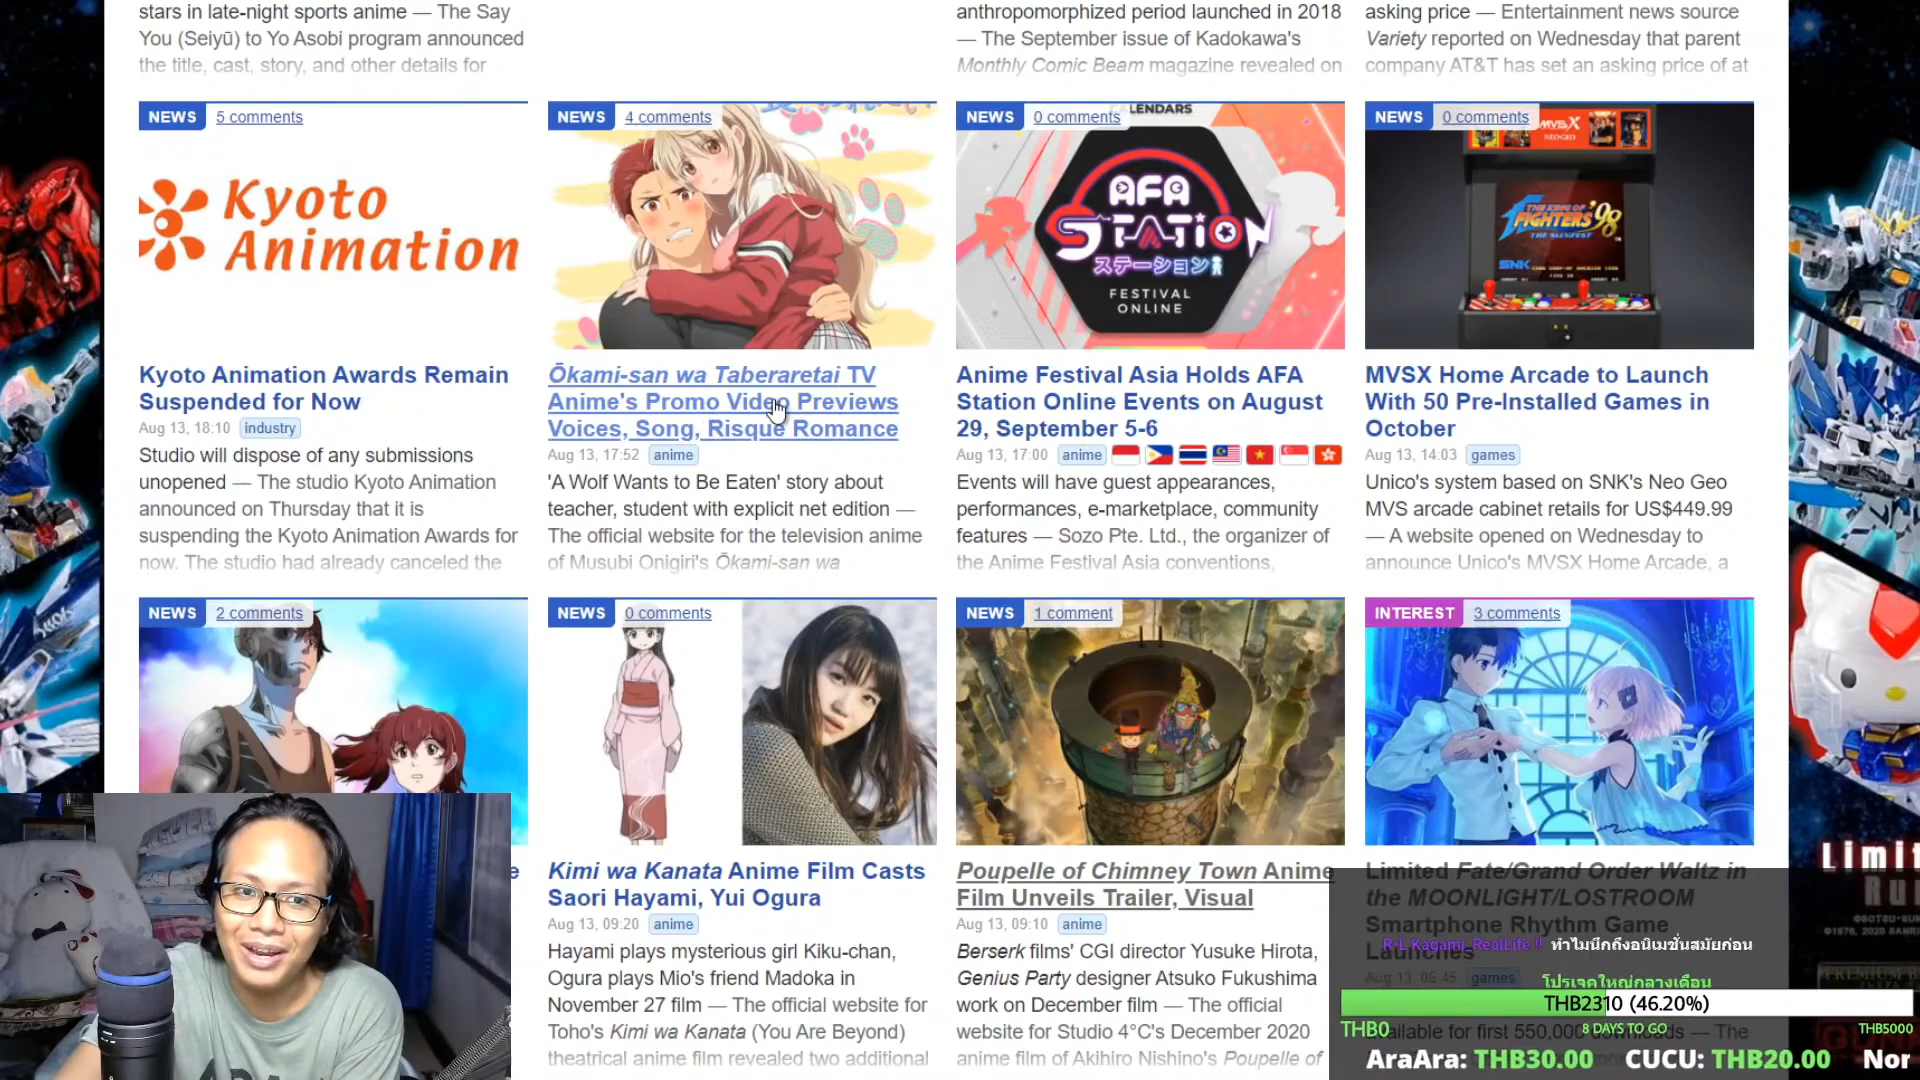 stars in late-night sports anime — The Say
You (Seiyū) to Yo Asobi program announced
the title, cast, story, and other details for
anthropomorphized period launched in 2018
— The September issue of Kadokawa's
Monthly Comic Beam magazine revealed on
asking price — Entertainment news source
Variety reported on Wednesday that parent
company AT&T has set an asking price of at
NEWS 5 comments
Kyoto
Animation
Kyoto Animation Awards Remain
Suspended for Now
Aug 13, 18:10 industry
Studio will dispose of any submissions
unopened — The studio Kyoto Animation
announced on Thursday that it is
suspending the Kyoto Animation Awards for
now. The studio had already canceled the
NEWS 4 comments
Ōkami-san wa Taberaretai TV
Anime's Promo Video Previews
Voices, Song, Risque Romance
Aug 13, 17:52 anime
'A Wolf Wants to Be Eaten' story about
teacher, student with explicit net edition —
The official website for the television anime
of Musubi Onigiri's Ōkami-san wa
NEWS 0 comments
AFA
STATION
ステーション
FESTIVAL
ONLINE
Anime Festival Asia Holds AFA
Station Online Events on August
29, September 5-6
Aug 13, 17:00 anime
Events will have guest appearances,
performances, e-marketplace, community
features — Sozo Pte. Ltd., the organizer of
the Anime Festival Asia conventions,
NEWS 0 comments
MVSX
NEOGEO
THE KING OF
FIGHTERS '98
THE SLUGFEST
SNK
MVSX Home Arcade to Launch
With 50 Pre-Installed Games in
October
Aug 13, 14:03 games
Unico's system based on SNK's Neo Geo
MVS arcade cabinet retails for US$449.99
— A website opened on Wednesday to
announce Unico's MVSX Home Arcade, a
NEWS 2 comments
NEWS 0 comments
Kimi wa Kanata Anime Film Casts
Saori Hayami, Yui Ogura
Aug 13, 09:20 anime
Hayami plays mysterious girl Kiku-chan,
Ogura plays Mio's friend Madoka in
November 27 film — The official website for
Toho's Kimi wa Kanata (You Are Beyond)
theatrical anime film revealed two additional
NEWS 1 comment
Poupelle of Chimney Town Anime
Film Unveils Trailer, Visual
Aug 13, 09:10 anime
Berserk films' CGI director Yusuke Hirota,
Genius Party designer Atsuko Fukushima
work on December film — The official
website for Studio 4°C's December 2020
anime film of Akihiro Nishino's Poupelle of
INTEREST 3 comments
Limited Fate/Grand Order Waltz in
the MOONLIGHT/LOSTROOM
Smartphone Rhythm Game
Launches
Aug 13, 05:45 games
available for first 550,000 downloads — The
R•L Kagami_RealLife !! ทำไมนึกถึงอนิเมชั่นสมัยก่อน
โปรเจคใหญ่กลางเดือน
THB2310 (46.20%)
THB0 8 DAYS TO GO THB5000
AraAra: THB30.00 CUCU: THB20.00 Nor